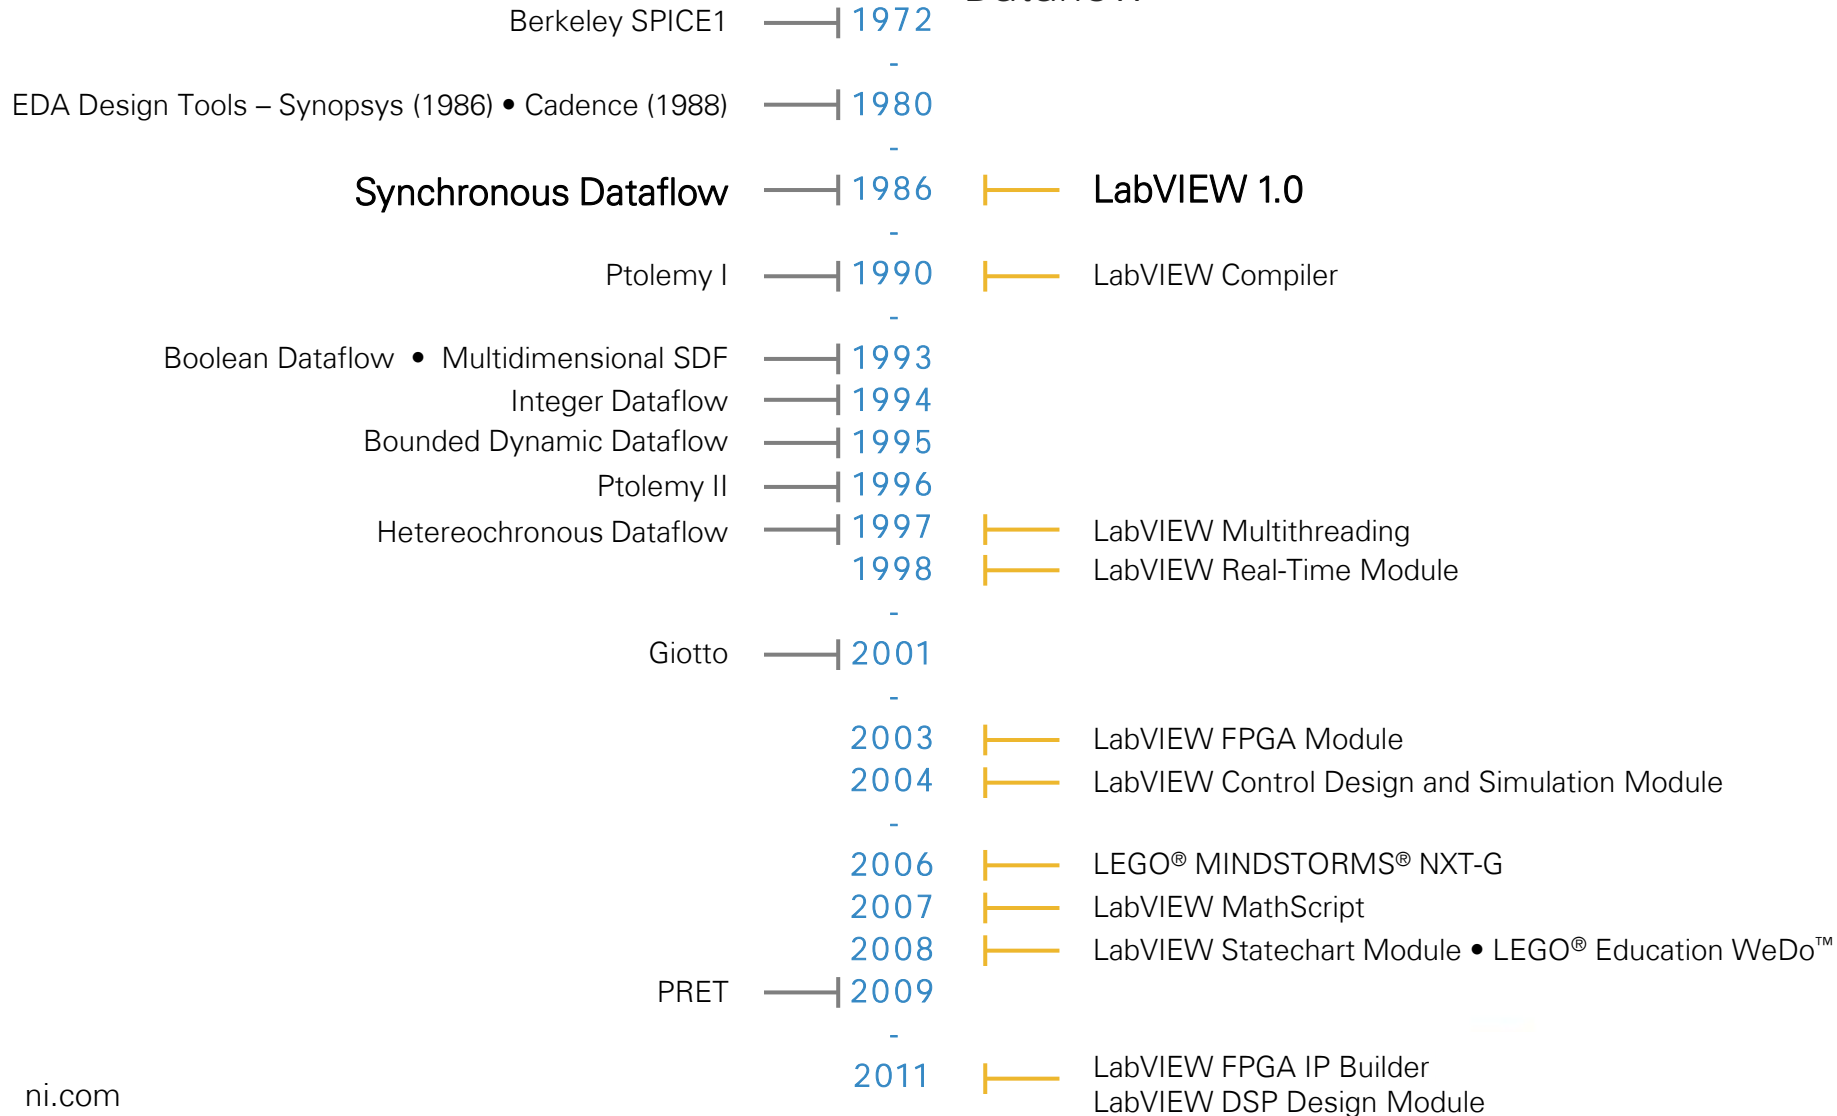 Dataflow
Berkeley SPICE1 1972
-
EDA Design Tools – Synopsys (1986) • Cadence (1988) 1980
-
Synchronous Dataflow 1986 LabVIEW 1.0
-
Ptolemy I 1990 LabVIEW Compiler
-
Boolean Dataflow • Multidimensional SDF 1993
Integer Dataflow 1994
Bounded Dynamic Dataflow 1995
Ptolemy II 1996
Hetereochronous Dataflow 1997 LabVIEW Multithreading
1998 LabVIEW Real-Time Module
-
Giotto 2001
-
2003 LabVIEW FPGA Module
2004 LabVIEW Control Design and Simulation Module
-
2006 LEGO® MINDSTORMS® NXT-G
2007 LabVIEW MathScript
2008 LabVIEW Statechart Module • LEGO® Education WeDo™
PRET 2009
-
2011 LabVIEW FPGA IP Builder
LabVIEW DSP Design Module
ni.com